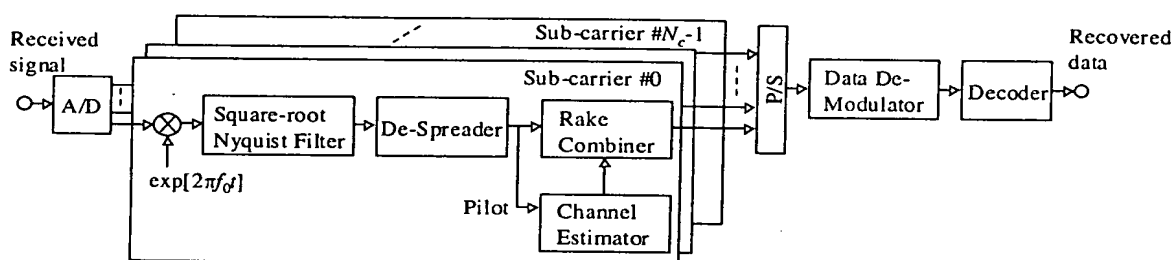 Received
signal
A/D
Sub-carrier #N_c-1
Sub-carrier #0
Square-root
Nyquist Filter
De-Spreader
Rake
Combiner
exp[2πf₀t]
Pilot
Channel
Estimator
P/S
Data De-
Modulator
Decoder
Recovered
data